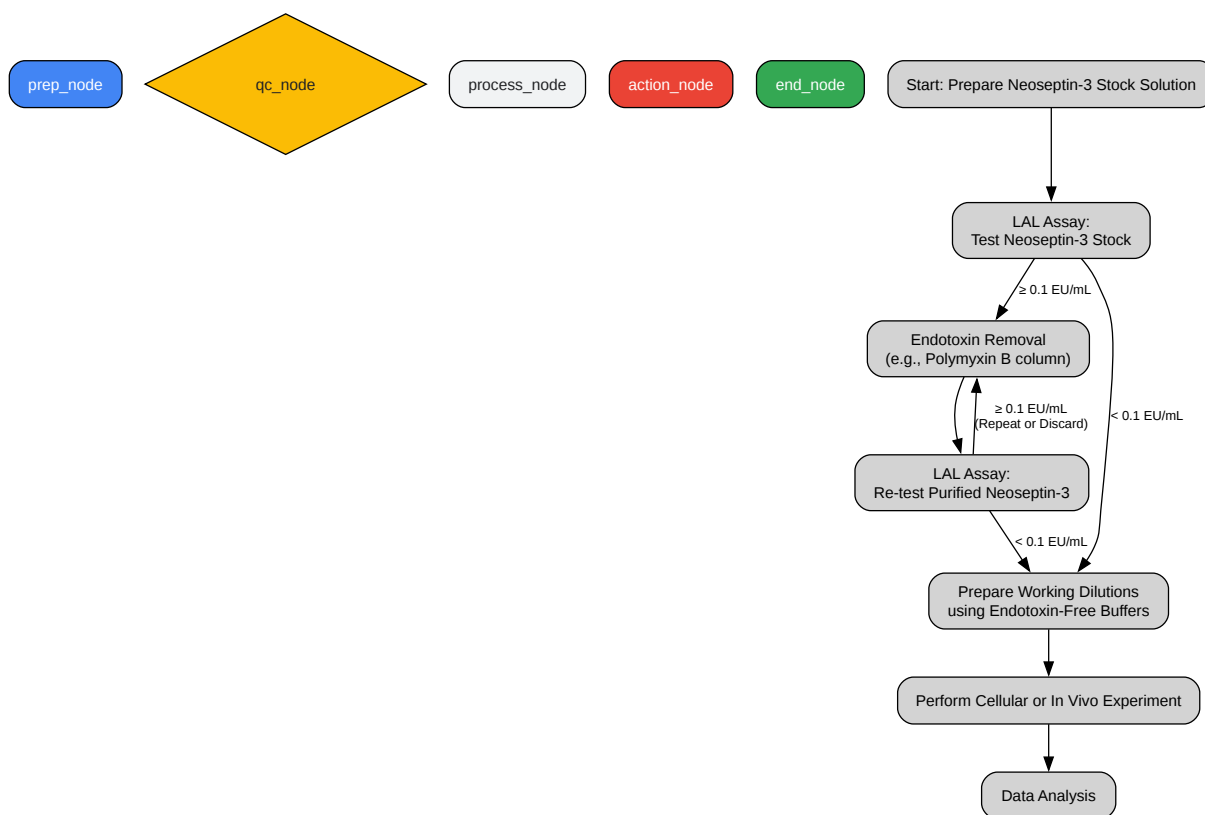 prep_node
qc_node
process_node
action_node
end_node
Start: Prepare Neoseptin-3 Stock Solution
LAL Assay:
Test Neoseptin-3 Stock
≥ 0.1 EU/mL
Endotoxin Removal
(e.g., Polymyxin B column)
≥ 0.1 EU/mL
(Repeat or Discard)
< 0.1 EU/mL
LAL Assay:
Re-test Purified Neoseptin-3
< 0.1 EU/mL
Prepare Working Dilutions
using Endotoxin-Free Buffers
Perform Cellular or In Vivo Experiment
Data Analysis